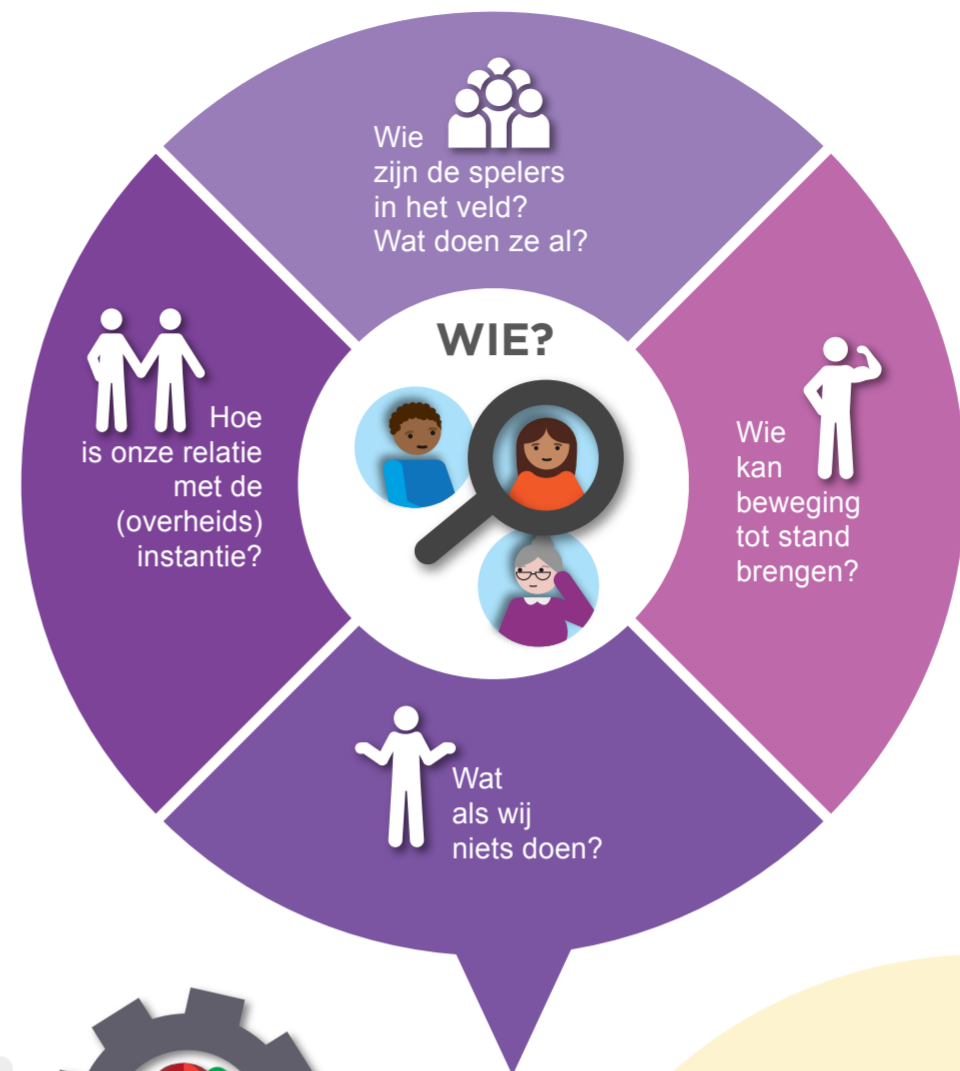 Wie
zijn de spelers
in het veld?
Wat doen ze al?
WIE?
Hoe
is onze relatie
met de
(overheids)
instantie?
Wie
kan
beweging
tot stand
brengen?
Wat
als wij
niets doen?